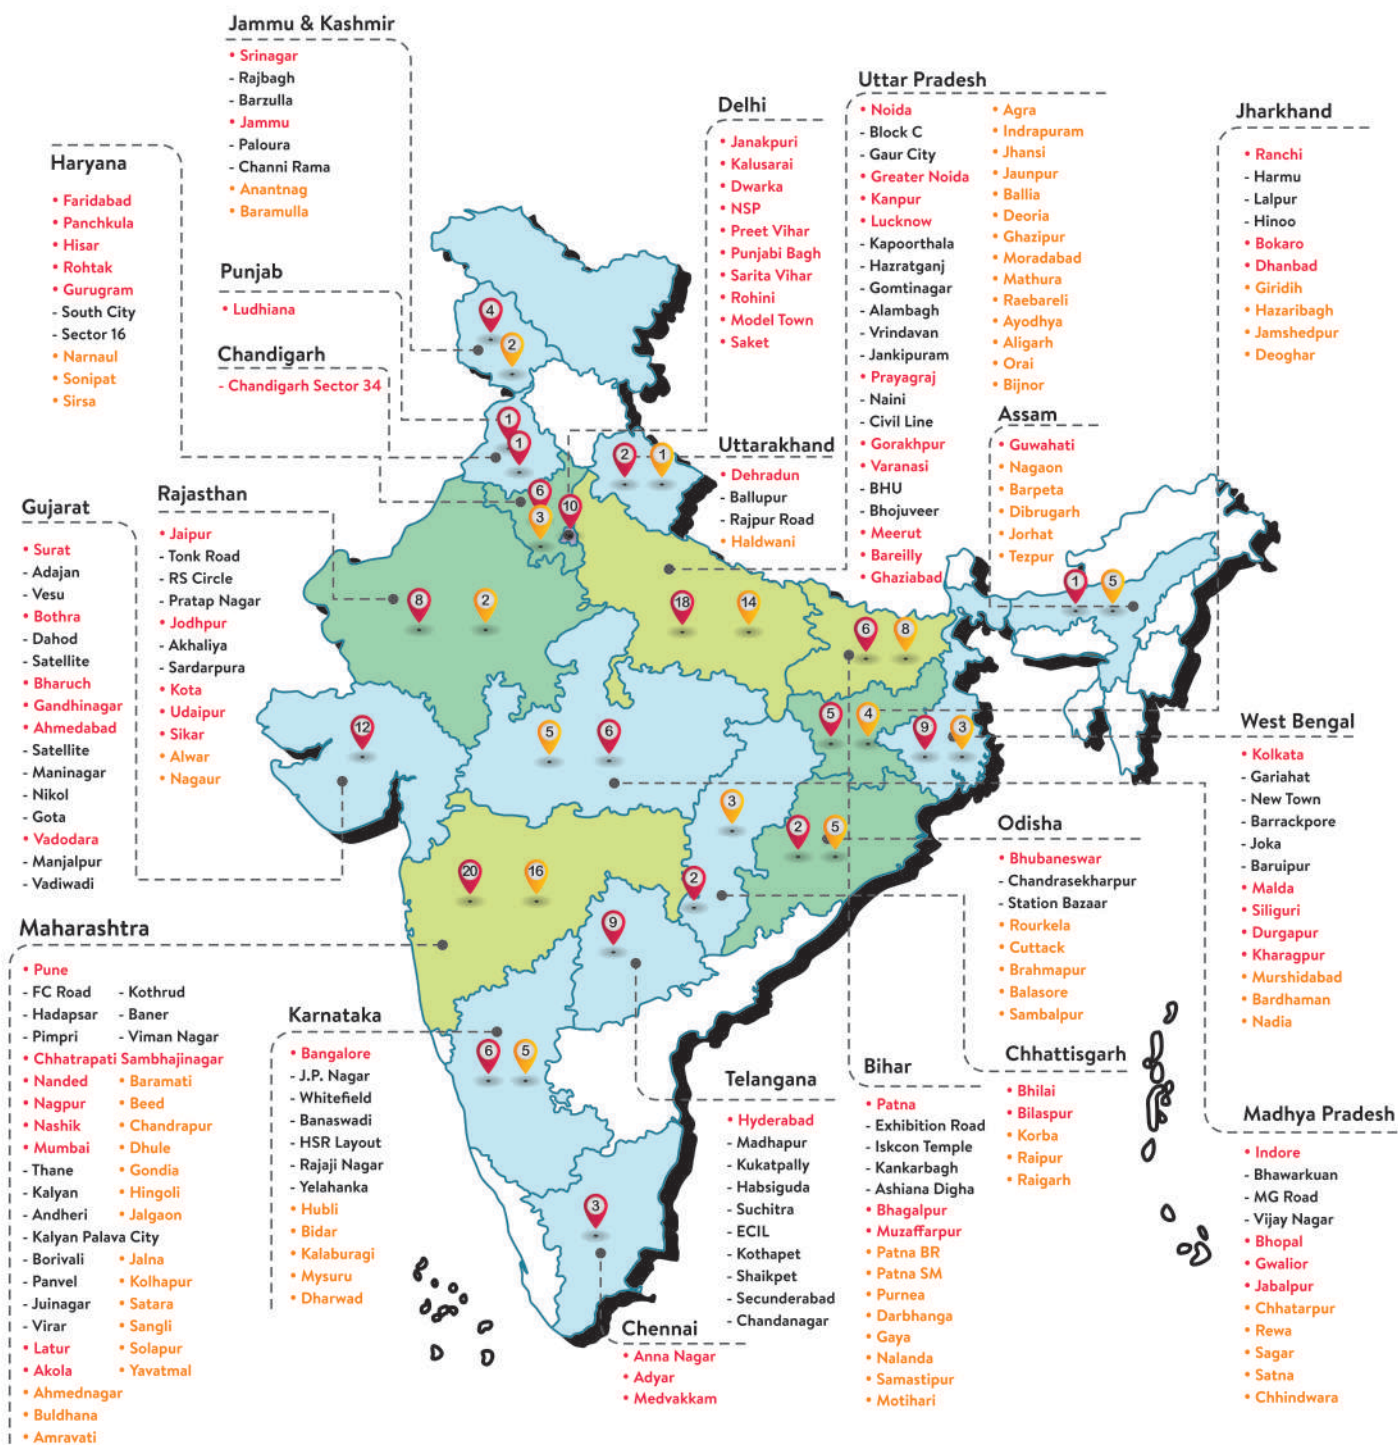 Jammu & Kashmir
• Srinagar
- Rajbagh
- Barzulla
• Jammu
- Paloura
- Channi Rama
• Anantnag
• Baramulla
Haryana
• Faridabad
• Panchkula
• Hisar
• Rohtak
• Gurugram
- South City
- Sector 16
• Narnaul
• Sonipat
• Sirsa
Punjab
• Ludhiana
Chandigarh
- Chandigarh Sector 34
Delhi
• Janakpuri
• Kalusarai
• Dwarka
• NSP
• Preet Vihar
• Punjabi Bagh
• Sarita Vihar
• Rohini
• Model Town
• Saket
Uttar Pradesh
• Noida
- Block C
- Gaur City
• Greater Noida
• Kanpur
• Lucknow
- Kapoorthala
- Hazratganj
- Gomtinagar
- Alambagh
- Vrindavan
- Jankipuram
• Prayagraj
- Naini
- Civil Line
• Gorakhpur
• Varanasi
- BHU
- Bhojuveer
• Meerut
• Bareilly
• Ghaziabad
• Agra
• Indrapuram
• Jhansi
• Jaunpur
• Ballia
• Deoria
• Ghazipur
• Moradabad
• Mathura
• Raebareli
• Ayodhya
• Aligarh
• Orai
• Bijnor
Jharkhand
• Ranchi
- Harmu
- Lalpur
- Hinoo
• Bokaro
• Dhanbad
• Giridih
• Hazaribagh
• Jamshedpur
• Deoghar
Assam
• Guwahati
• Nagaon
• Barpeta
• Dibrugarh
• Jorhat
• Tezpur
Uttarakhand
• Dehradun
- Ballupur
- Rajpur Road
• Haldwani
Gujarat
• Surat
- Adajan
- Vesu
• Bothra
- Dahod
- Satellite
• Bharuch
• Gandhinagar
• Ahmedabad
- Satellite
- Maninagar
- Nikol
- Gota
• Vadodara
- Manjalpur
- Vadiwadi
Rajasthan
• Jaipur
- Tonk Road
- RS Circle
- Pratap Nagar
• Jodhpur
- Akhaliya
- Sardarpura
• Kota
• Udaipur
• Sikar
• Alwar
• Nagaur
4
2
1
1
2
1
6
3
10
8
2
18
14
6
8
1
5
12
5
6
5
4
9
3
3
2
5
20
16
2
9
6
5
3
West Bengal
• Kolkata
- Gariahat
- New Town
- Barrackpore
- Joka
- Baruipur
• Malda
• Siliguri
• Durgapur
• Kharagpur
• Murshidabad
• Bardhaman
• Nadia
Odisha
• Bhubaneswar
- Chandrasekharpur
- Station Bazaar
• Rourkela
• Cuttack
• Brahmapur
• Balasore
• Sambalpur
Maharashtra
• Pune
- FC Road - Kothrud
- Hadapsar - Baner
- Pimpri - Viman Nagar
• Chhatrapati Sambhajinagar
• Nanded • Baramati
• Nagpur • Beed
• Nashik • Chandrapur
• Mumbai • Dhule
- Thane • Gondia
- Kalyan • Hingoli
- Andheri • Jalgaon
- Kalyan Palava City
- Borivali • Jalna
- Panvel • Kolhapur
- Juinagar • Satara
- Virar • Sangli
• Latur • Solapur
• Akola • Yavatmal
• Ahmednagar
• Buldhana
• Amravati
Karnataka
• Bangalore
- J.P. Nagar
- Whitefield
- Banaswadi
- HSR Layout
- Rajaji Nagar
- Yelahanka
• Hubli
• Bidar
• Kalaburagi
• Mysuru
• Dharwad
Telangana
• Hyderabad
- Madhapur
- Kukatpally
- Habsiguda
- Suchitra
- ECIL
- Kothapet
- Shaikpet
- Secunderabad
- Chandanagar
Bihar
• Patna
- Exhibition Road
- Iskcon Temple
- Kankarbagh
- Ashiana Digha
• Bhagalpur
• Muzaffarpur
• Patna BR
• Patna SM
• Purnea
• Darbhanga
• Gaya
• Nalanda
• Samastipur
• Motihari
Chhattisgarh
• Bhilai
• Bilaspur
• Korba
• Raipur
• Raigarh
Madhya Pradesh
• Indore
- Bhawarkuan
- MG Road
- Vijay Nagar
• Bhopal
• Gwalior
• Jabalpur
• Chhatarpur
• Rewa
• Sagar
• Satna
• Chhindwara
Chennai
• Anna Nagar
• Adyar
• Medvakkam